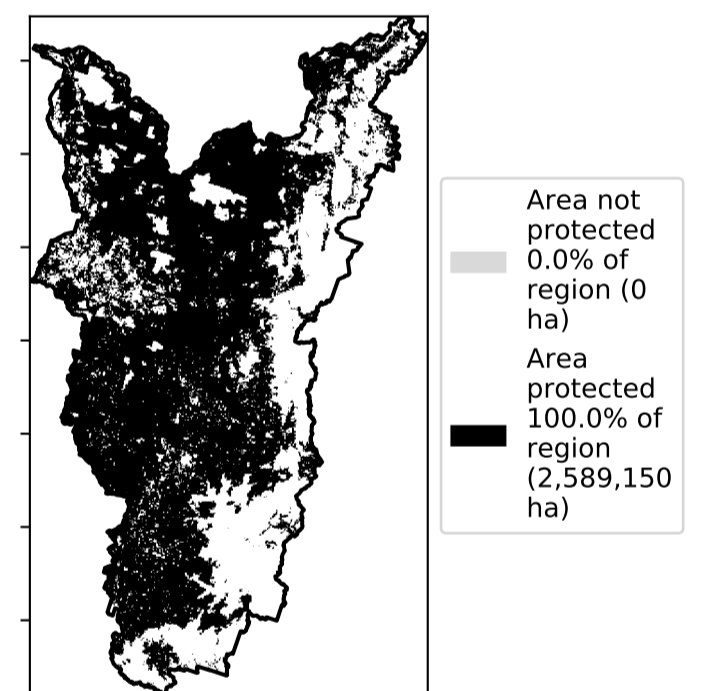 Area not
protected
0.0% of
region (0
ha)
Area
protected
100.0% of
region
(2,589,150
ha)